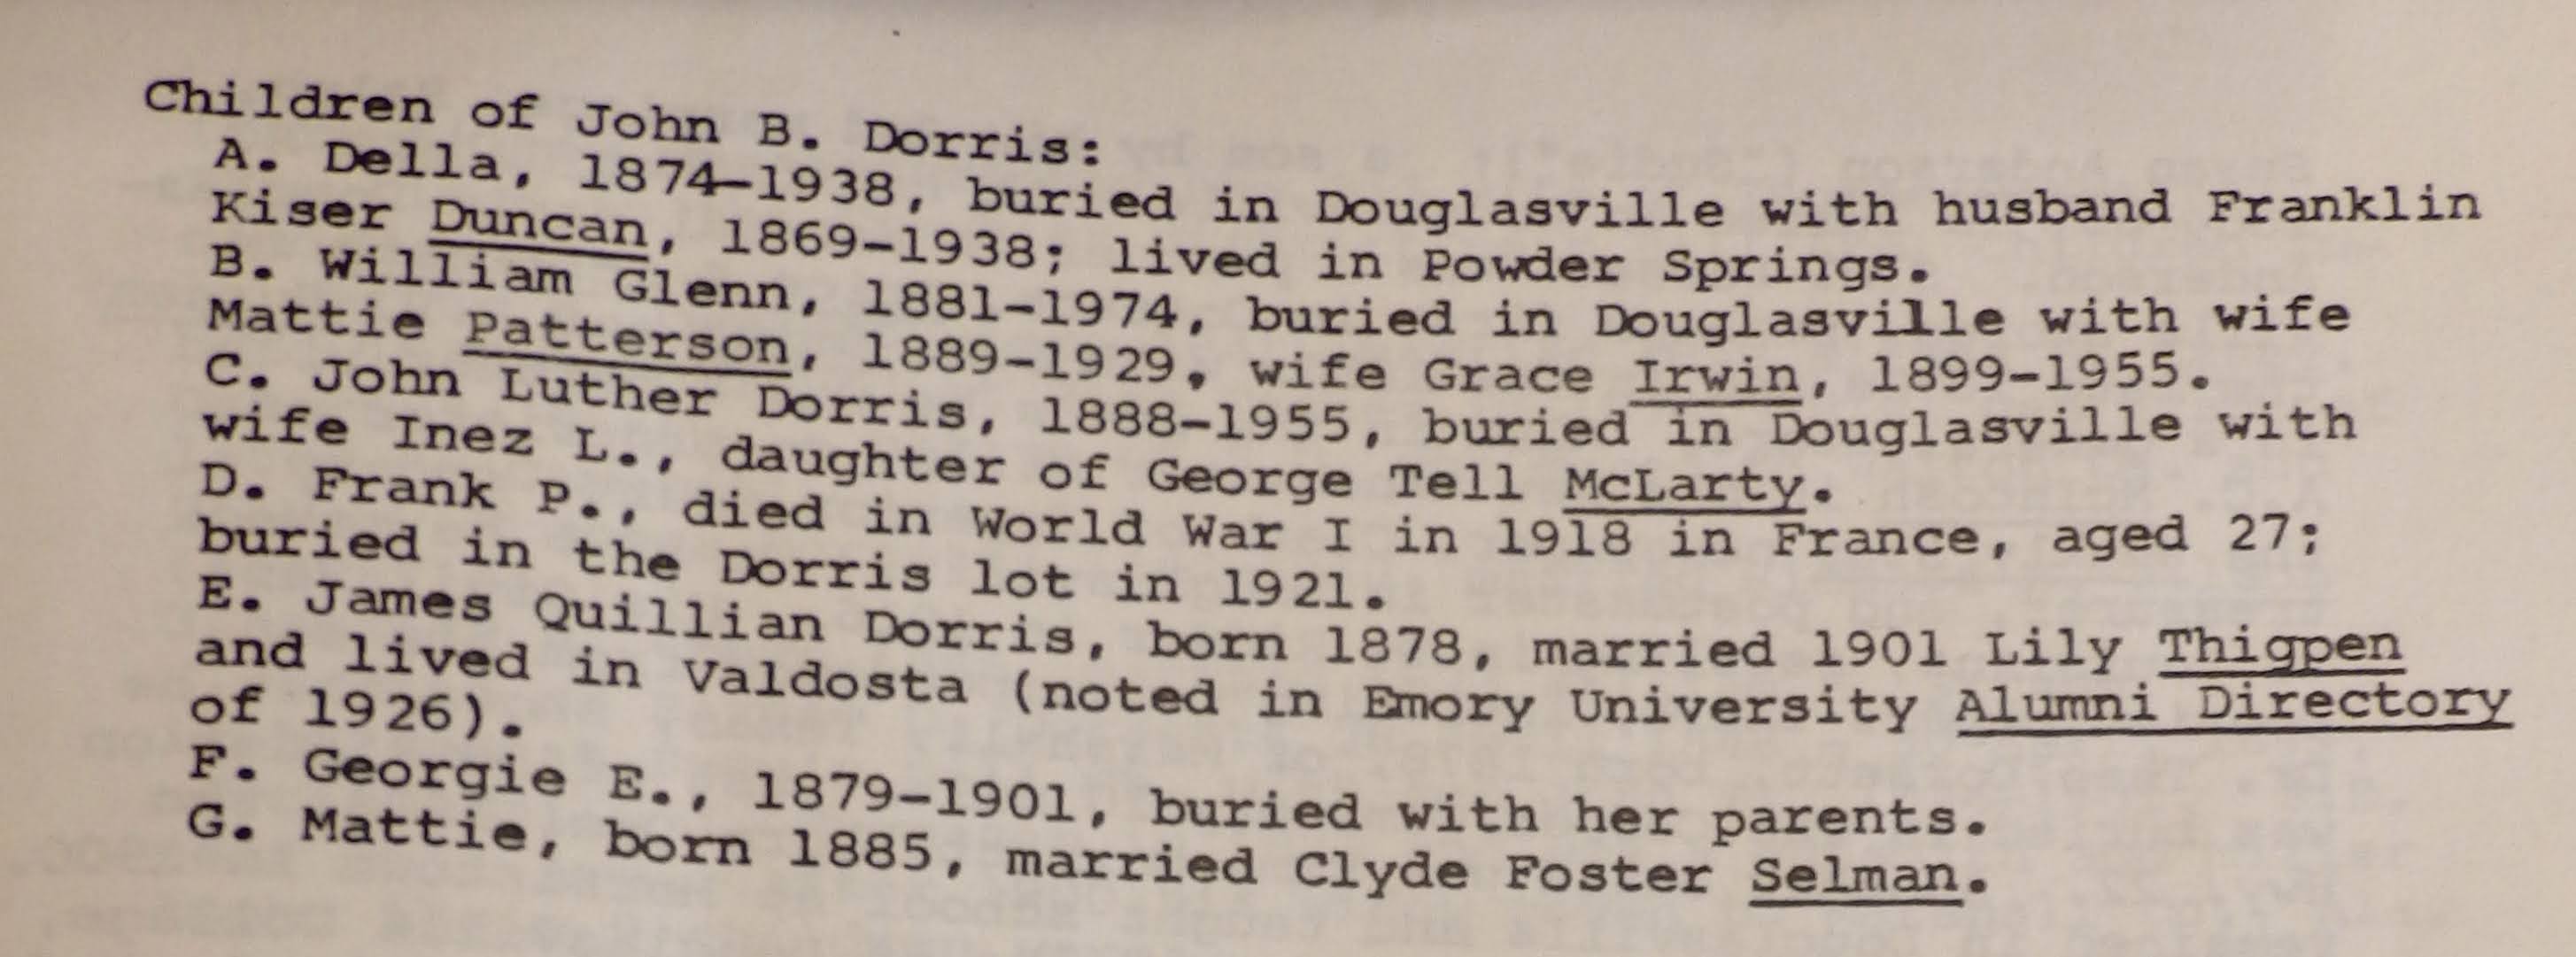 Children of John B. Dorris:
A. Della, 1874-1938, buried in Douglasville with husband Franklin
Kiser Duncan, 1869-1938; lived in Powder Springs.
B. William Glenn, 1881-1974, buried in Douglasville with wife
Mattie Patterson, 1889-1929, wife Grace Irwin, 1899-1955.
C. John Luther Dorris, 1888-1955, buried in Douglasville with
wife Inez L., daughter of George Tell McLarty.
D. Frank P., died in World War I in 1918 in France, aged 27;
buried in the Dorris lot in 1921.
E. James Quillian Dorris, born 1878, married 1901 Lily Thigpen
and lived in Valdosta (noted in Emory University Alumni Directory
of 1926).
F. Georgie E., 1879-1901, buried with her parents.
G. Mattie, born 1885, married Clyde Foster Selman.